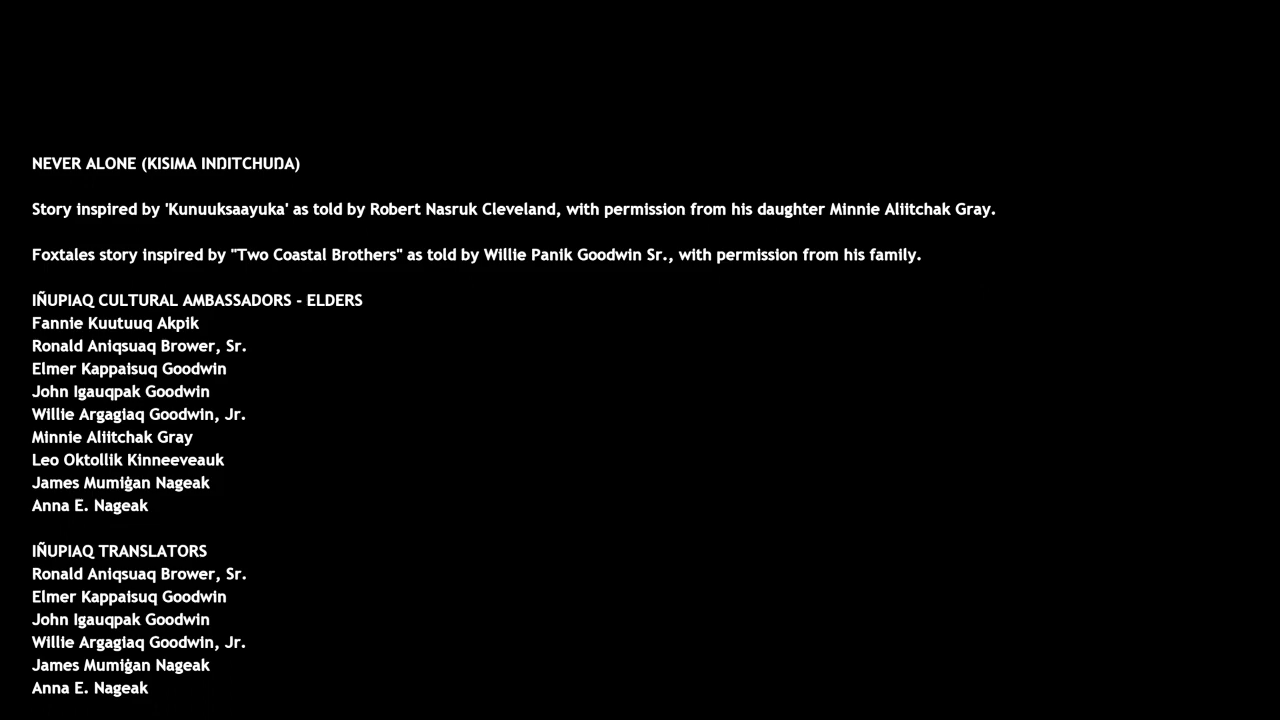 NEVER ALONE (KISIMA INŊITCHUŊA)
Story inspired by 'Kunuuksaayuka' as told by Robert Nasruk Cleveland, with permission from his daughter Minnie Aliitchak Gray.
Foxtales story inspired by "Two Coastal Brothers" as told by Willie Panik Goodwin Sr., with permission from his family.
IÑUPIAQ CULTURAL AMBASSADORS - ELDERS
Fannie Kuutuuq Akpik
Ronald Aniqsuaq Brower, Sr.
Elmer Kappaisuq Goodwin
John Igauqpak Goodwin
Willie Argagiaq Goodwin, Jr.
Minnie Aliitchak Gray
Leo Oktollik Kinneeveauk
James Mumiġan Nageak
Anna E. Nageak
IÑUPIAQ TRANSLATORS
Ronald Aniqsuaq Brower, Sr.
Elmer Kappaisuq Goodwin
John Igauqpak Goodwin
Willie Argagiaq Goodwin, Jr.
James Mumiġan Nageak
Anna E. Nageak